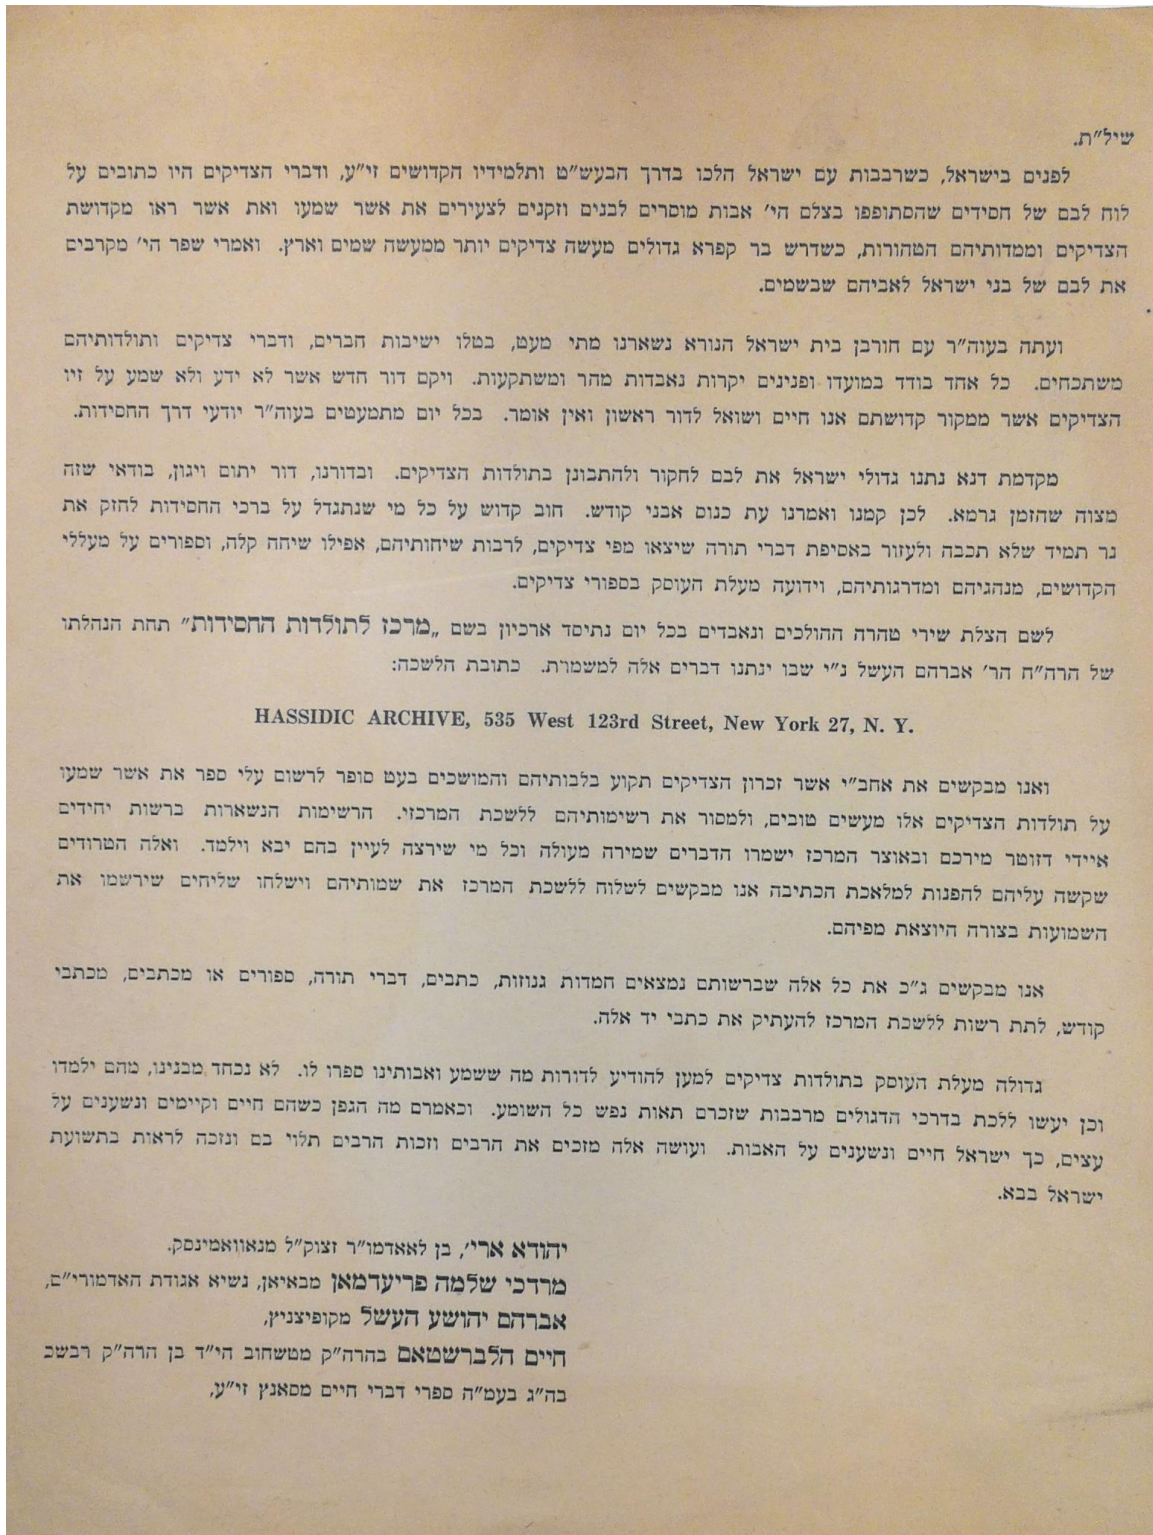 שיל״ת.
לפנים בישראל, כשרבבות עם ישראל הלכו בדרך הבעש״ט ותלמידיו הקדושים זי״ע, ודברי הצדיקים היו כתובים על
לוח לבם של חסידים שהסתופפו בצלם הי׳ אבות מוסרים לבנים וזקנים לצעירים את אשר שמעו ואת אשר ראו מקדושת
הצדיקים וממדותיהם הטהורות, כשדרש בר קפרא גדולים מעשה צדיקים יותר ממעשה שמים וארץ. ואמרי שפר הי׳ מקרבים
את לבם של בני ישראל לאביהם שבשמים.
ועתה בעוה״ר עם חורבן בית ישראל הנורא נשארנו מתי מעט, בטלו ישיבות חברים, ודברי צדיקים ותולדותיהם
משתכחים. כל אחד בודד במועדו ופנינים יקרות נאבדות מהר ומשתקעות. ויקם דור חדש אשר לא ידע ולא שמע על זיו
הצדיקים אשר ממקור קדושתם אנו חיים ושואל לדור ראשון ואין אומר. בכל יום מתמעטים בעוה״ר יודעי דרך החסידות.
מקדמת דנא נתנו גדולי ישראל את לבם לחקור ולהתבונן בתולדות הצדיקים. ובדורנו, דור יתום ויגון, בודאי שזה
מצוה שהזמן גרמא. לכן קמנו ואמרנו עת כנוס אבני קודש. חוב קדוש על כל מי שנתגדל על ברכי החסידות לחזק את
נר תמיד שלא תכבה ולעזור באסיפת דברי תורה שיצאו מפי צדיקים, לרבות שיחותיהם, אפילו שיחה קלה, וספורים על מעללי
הקדושים, מנהגיהם ומדרגותיהם, וידועה מעלת העוסק בספורי צדיקים.
לשם הצלת שירי טהרה ההולכים ונאבדים בכל יום נתיסד ארכיון בשם „מרכז לתולדות החסידות״ תחת הנהלתו
של הרה״ח הר׳ אברהם העשל נ״י שבו ינתנו דברים אלה למשמרת. כתובת הלשכה:
HASSIDIC ARCHIVE, 535 West 123rd Street, New York 27, N. Y.
ואנו מבקשים את אחב״י אשר זכרון הצדיקים תקוע בלבותיהם והמושכים בעט סופר לרשום עלי ספר את אשר שמעו
על תולדות הצדיקים אלו מעשים טובים, ולמסור את רשימותיהם ללשכת המרכזי. הרשימות הנשארות ברשות יחידים
איידי דזוטר מירכם ובאוצר המרכז ישמרו הדברים שמירה מעולה וכל מי שירצה לעיין בהם יבא וילמד. ואלה הטרודים
שקשה עליהם להפנות למלאכת הכתיבה אנו מבקשים לשלוח ללשכת המרכז את שמותיהם וישלחו שליחים שירשמו את
השמועות בצורה היוצאת מפיהם.
אנו מבקשים ג״כ את כל אלה שברשותם נמצאים חמדות גנוזות, כתבים, דברי תורה, ספורים או מכתבים, מכתבי
קודש, לתת רשות ללשכת המרכז להעתיק את כתבי יד אלה.
גדולה מעלת העוסק בתולדות צדיקים למען להודיע לדורות מה ששמע ואבותינו ספרו לו. לא נכחד מבנינו, מהם ילמדו
וכן יעשו ללכת בדרכי הדגולים מרבבות שזכרם תאות נפש כל השומע. וכאמרם מה הגפן כשהם חיים וקיימים ונשענים על
עצים, כך ישראל חיים ונשענים על האבות. ועושה אלה מזכים את הרבים וזכות הרבים תלוי בם ונזכה לראות בתשועת
ישראל בבא.
יהודא ארי׳, בן לאאדמו״ר זצוק״ל מנאוואמינסק.
מרדכי שלמה פריעדמאן מבאיאן, נשיא אגודת האדמורי״ם,
אברהם יהושע העשל מקופיצניץ,
חיים הלברשטאם בהרה״ק מטשחוב הי״ד בן הרה״ק רבשכ
בה״ג בעמ״ה ספרי דברי חיים מסאנץ זי״ע,